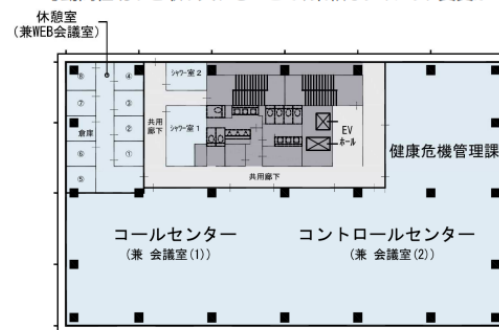 休憩室
(兼WEB会議室)
シャワー室2
⑧
④
⑦
③
シャワー室1
共用
廊下
EV
ホール
倉庫
②
健康危機管理課
⑥
①
⑤
共用廊下
コールセンター
(兼 会議室(1))
コントロールセンター
(兼 会議室(2))